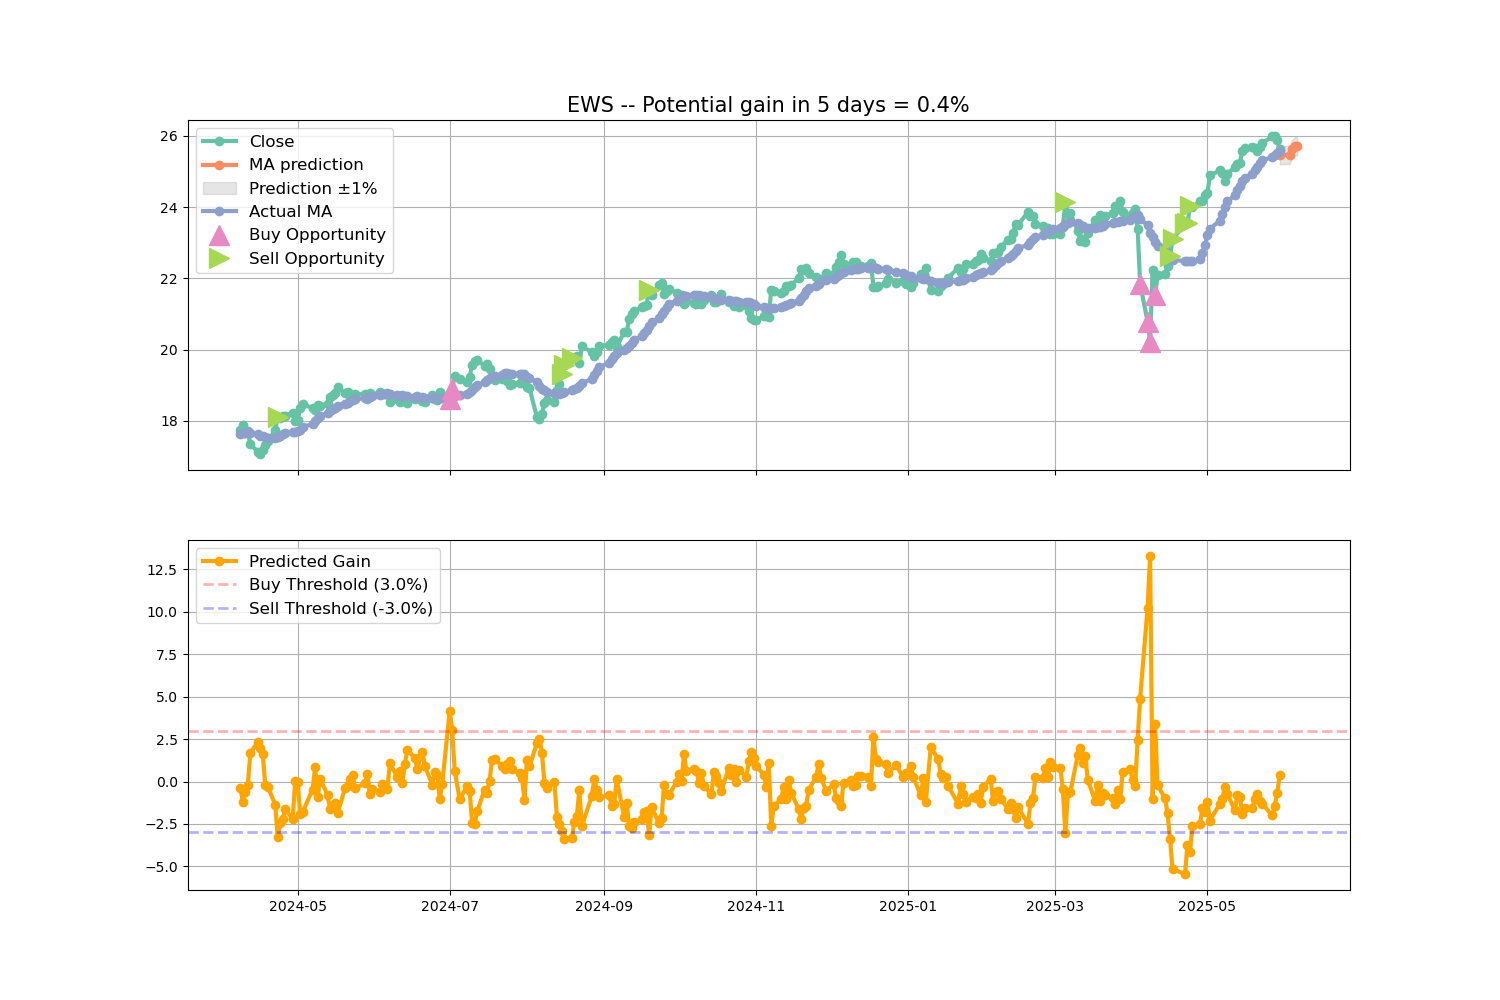 EWS -- Potential gain in 5 days = 0.4%
26
24
22
20
18
Close
MA prediction
Prediction ±1%
Actual MA
Buy Opportunity
Sell Opportunity
12.5
10.0
7.5
5.0
2.5
0.0
−2.5
−5.0
Predicted Gain
Buy Threshold (3.0%)
Sell Threshold (-3.0%)
2024-05 2024-07 2024-09 2024-11 2025-01 2025-03 2025-05